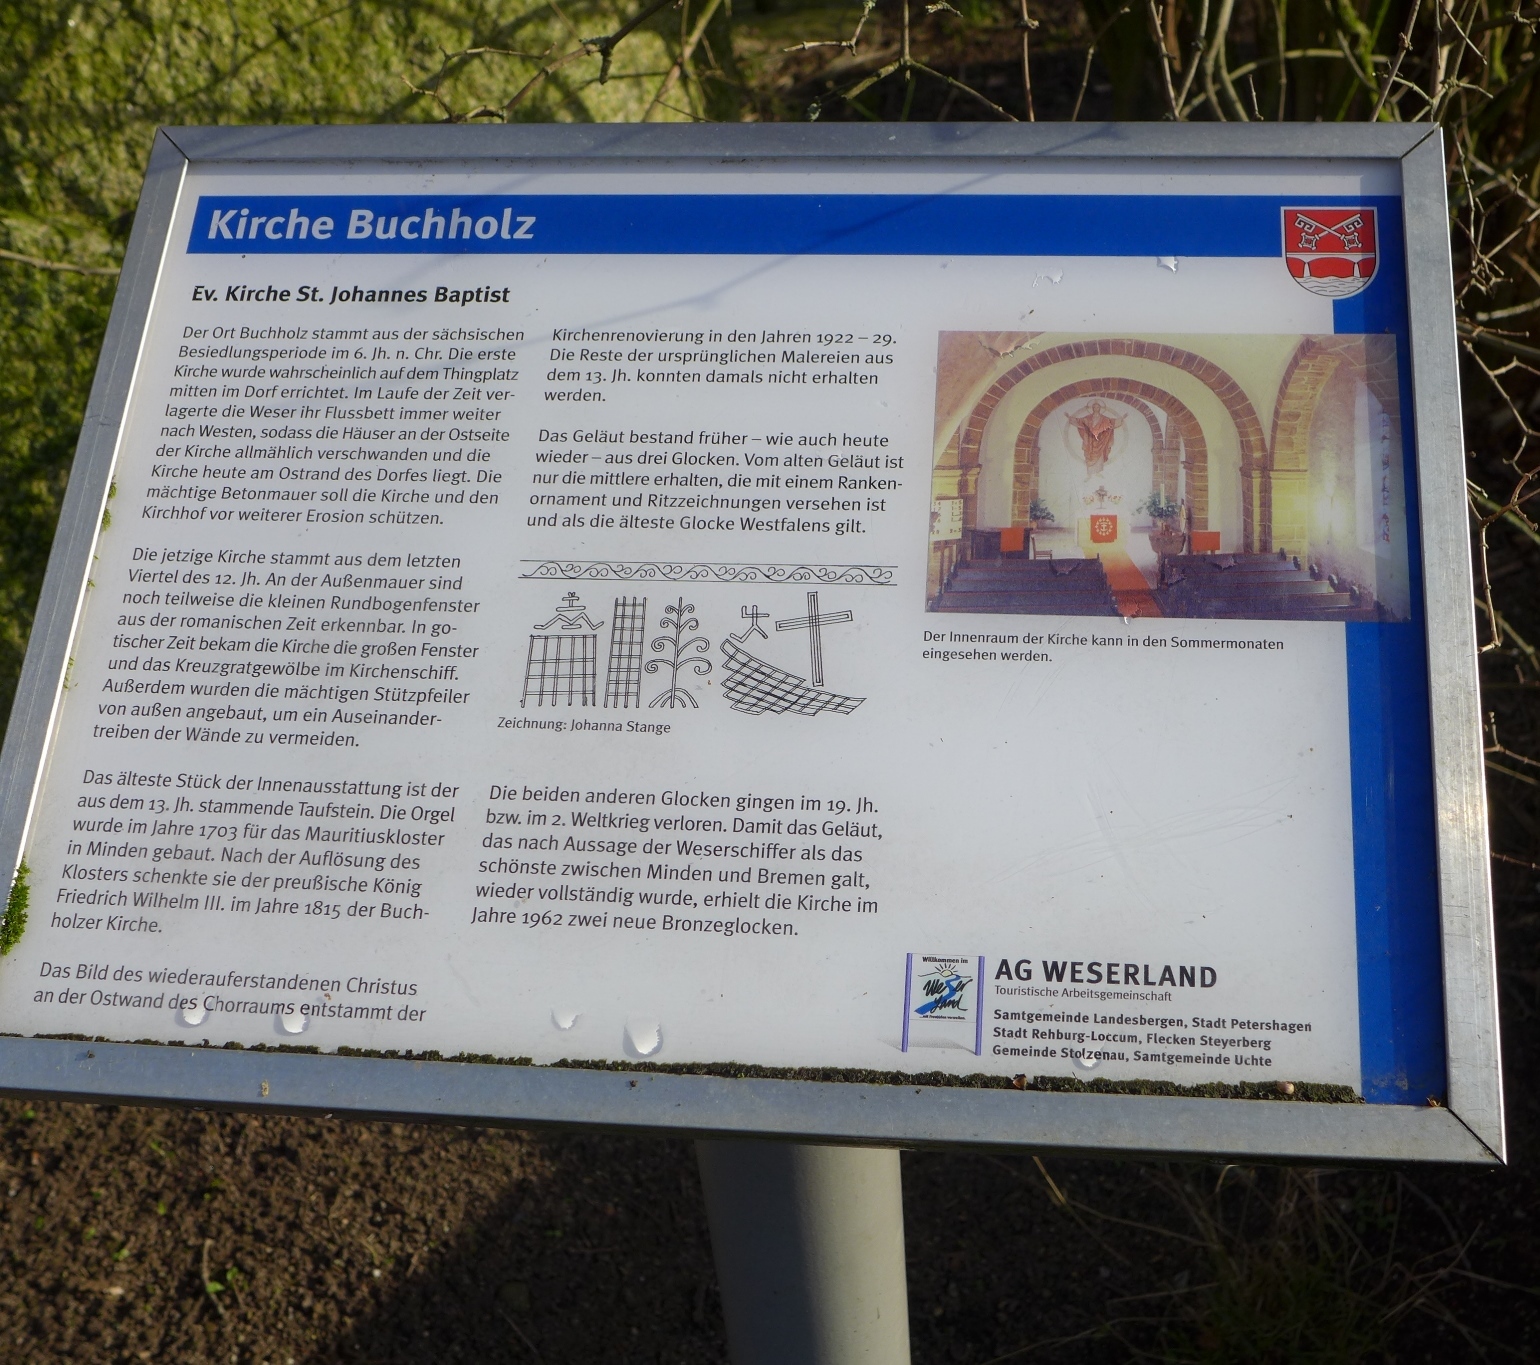 Kirche Buchholz
Ev. Kirche St. Johannes Baptist
Der Ort Buchholz stammt aus der sächsischen
Besiedlungsperiode im 6. Jh. n. Chr. Die erste
Kirche wurde wahrscheinlich auf dem Thingplatz
mitten im Dorf errichtet. Im Laufe der Zeit ver-
lagerte die Weser ihr Flussbett immer weiter
nach Westen, sodass die Häuser an der Ostseite
der Kirche allmählich verschwanden und die
Kirche heute am Ostrand des Dorfes liegt. Die
mächtige Betonmauer soll die Kirche und den
Kirchhof vor weiterer Erosion schützen.
Die jetzige Kirche stammt aus dem letzten
Viertel des 12. Jh. An der Außenmauer sind
noch teilweise die kleinen Rundbogenfenster
aus der romanischen Zeit erkennbar. In go-
tischer Zeit bekam die Kirche die großen Fenster
und das Kreuzgratgewölbe im Kirchenschiff.
Außerdem wurden die mächtigen Stützpfeiler
von außen angebaut, um ein Auseinander-
treiben der Wände zu vermeiden.
Das älteste Stück der Innenausstattung ist der
aus dem 13. Jh. stammende Taufstein. Die Orgel
wurde im Jahre 1703 für das Mauritiuskloster
in Minden gebaut. Nach der Auflösung des
Klosters schenkte sie der preußische König
Friedrich Wilhelm III. im Jahre 1815 der Buch-
holzer Kirche.
Das Bild des wiederauferstandenen Christus
an der Ostwand des Chorraums entstammt der
Kirchenrenovierung in den Jahren 1922 – 29.
Die Reste der ursprünglichen Malereien aus
dem 13. Jh. konnten damals nicht erhalten
werden.
Das Geläut bestand früher – wie auch heute
wieder – aus drei Glocken. Vom alten Geläut ist
nur die mittlere erhalten, die mit einem Ranken-
ornament und Ritzzeichnungen versehen ist
und als die älteste Glocke Westfalens gilt.
Zeichnung: Johanna Stange
Die beiden anderen Glocken gingen im 19. Jh.
bzw. im 2. Weltkrieg verloren. Damit das Geläut,
das nach Aussage der Weserschiffer als das
schönste zwischen Minden und Bremen galt,
wieder vollständig wurde, erhielt die Kirche im
Jahre 1962 zwei neue Bronzeglocken.
Der Innenraum der Kirche kann in den Sommermonaten
eingesehen werden.
Willkommen im
Weser
Land
AG WESERLAND
Touristische Arbeitsgemeinschaft
Samtgemeinde Landesbergen, Stadt Petershagen
Stadt Rehburg-Loccum, Flecken Steyerberg
Gemeinde Stolzenau, Samtgemeinde Uchte